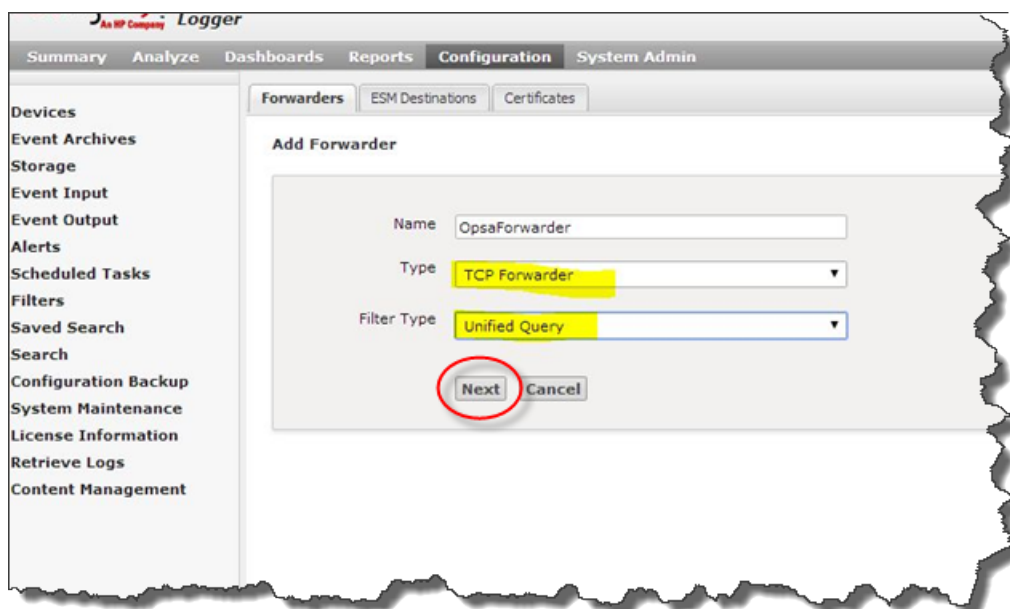 An HP Company Logger
Summary Analyze Dashboards Reports Configuration System Admin
Forwarders ESM Destinations Certificates
Devices
Event Archives
Storage
Event Input
Event Output
Alerts
Scheduled Tasks
Filters
Saved Search
Search
Configuration Backup
System Maintenance
License Information
Retrieve Logs
Content Management
Add Forwarder
Name OpsaForwarder
Type TCP Forwarder
Filter Type Unified Query
Next Cancel